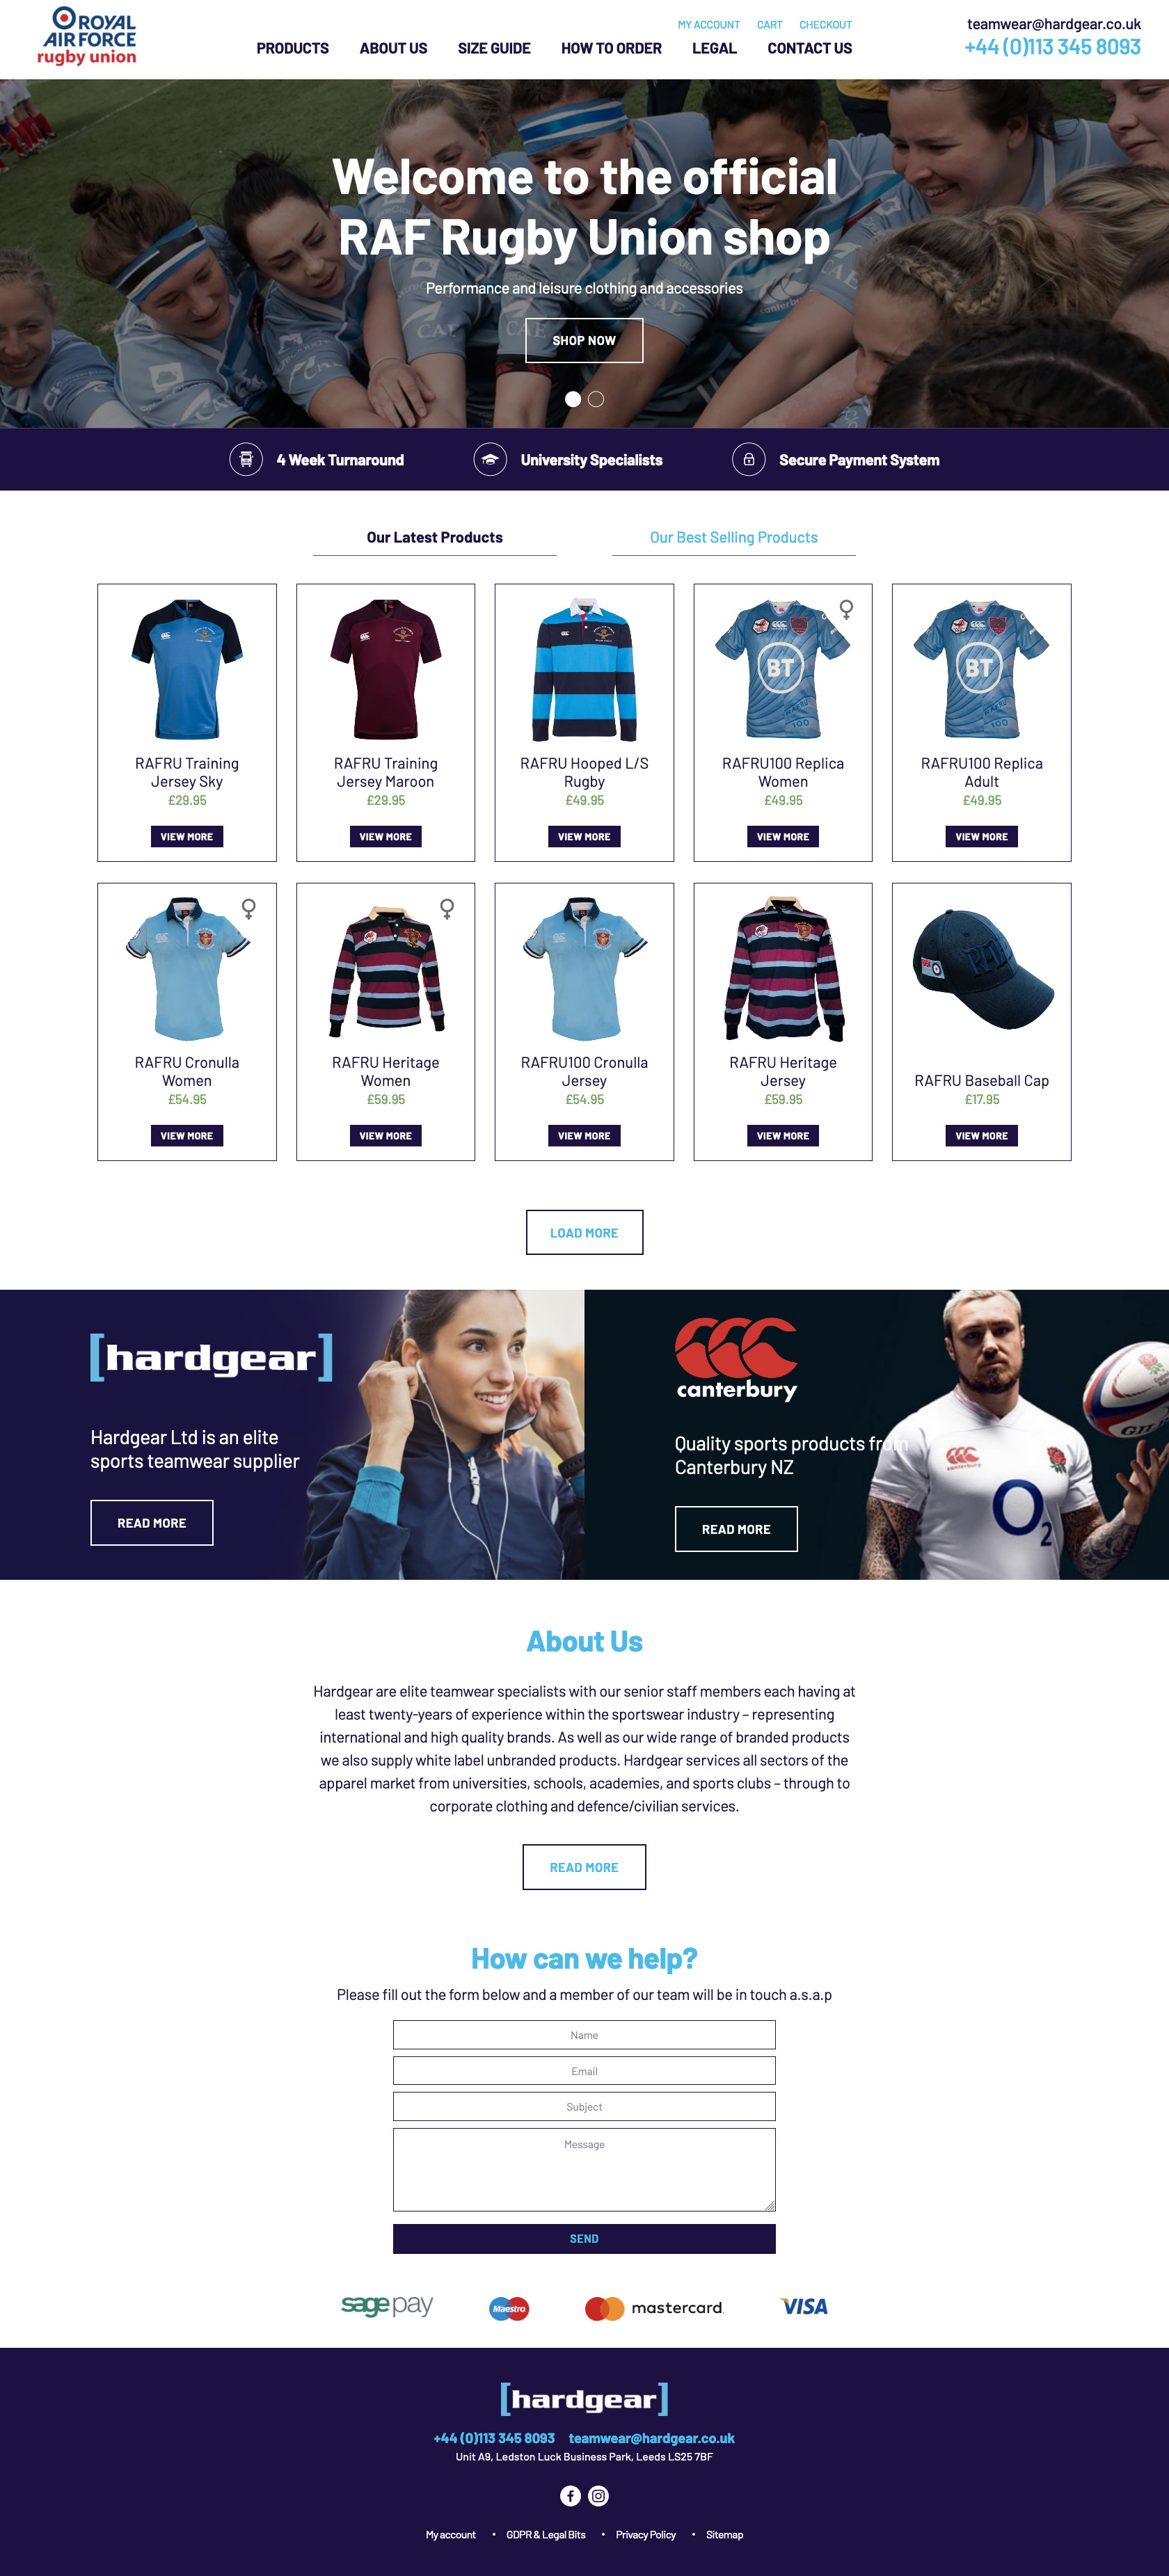 ROYAL
AIR FORCE
rugby union
MY ACCOUNT CART CHECKOUT
PRODUCTS ABOUT US SIZE GUIDE HOW TO ORDER LEGAL CONTACT US
teamwear@hardgear.co.uk
+44 (0)113 345 8093
Welcome to the official
RAF Rugby Union shop
Performance and leisure clothing and accessories
SHOP NOW
4 Week Turnaround
University Specialists
Secure Payment System
Our Latest Products
Our Best Selling Products
BT
BT
RAFRU Training
Jersey Sky
£29.95
VIEW MORE
RAFRU Training
Jersey Maroon
£29.95
VIEW MORE
RAFRU Hooped L/S
Rugby
£49.95
VIEW MORE
RAFRU100 Replica
Women
£49.95
VIEW MORE
RAFRU100 Replica
Adult
£49.95
VIEW MORE
RAFRU Cronulla
Women
£54.95
VIEW MORE
RAFRU Heritage
Women
£59.95
VIEW MORE
RAFRU100 Cronulla
Jersey
£54.95
VIEW MORE
RAFRU Heritage
Jersey
£59.95
VIEW MORE
RAFRU Baseball Cap
£17.95
VIEW MORE
LOAD MORE
[hardgear]
Hardgear Ltd is an elite
sports teamwear supplier
READ MORE
canterbury
Quality sports products from
Canterbury NZ
READ MORE
canterbury
O2
About Us
Hardgear are elite teamwear specialists with our senior staff members each having at
least twenty-years of experience within the sportswear industry – representing
international and high quality brands. As well as our wide range of branded products
we also supply white label unbranded products. Hardgear services all sectors of the
apparel market from universities, schools, academies, and sports clubs – through to
corporate clothing and defence/civilian services.
READ MORE
How can we help?
Please fill out the form below and a member of our team will be in touch a.s.a.p
Name
Email
Subject
Message
SEND
sage pay
Maestro
mastercard.
VISA
[hardgear]
+44 (0)113 345 8093 teamwear@hardgear.co.uk
Unit A9, Ledston Luck Business Park, Leeds LS25 7BF
My account • GDPR & Legal Bits • Privacy Policy • Sitemap